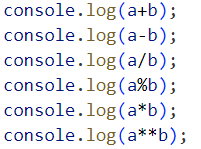 console.log(a+b);
console.log(a-b);
console.log(a/b);
console.log(a%b);
console.log(a*b);
console.log(a**b);